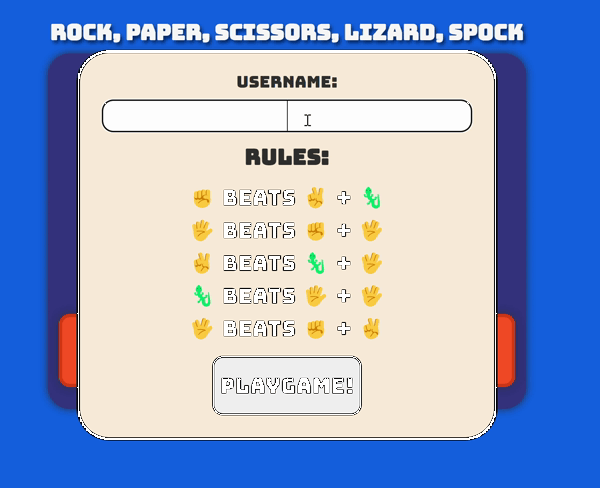 ROCK, PAPER, SCISSORS, LIZARD, SPOCK
USERNAME:
RULES:
✊ BEATS ✌️ + 🦎
🖐️ BEATS ✊ + 🖖
✌️ BEATS 🦎 + 🖖
🦎 BEATS 🖐️ + 🖖
🖖 BEATS ✊ + ✌️
PLAYGAME!